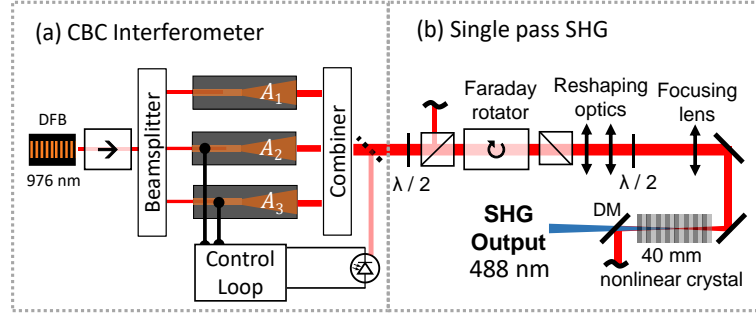 (a) CBC Interferometer
DFB
976 nm
Beamsplitter
A1
A2
A3
Combiner
Control
Loop
(b) Single pass SHG
Faraday
rotator
Reshaping
optics
Focusing
lens
λ / 2
λ / 2
DM
SHG
Output
488 nm
40 mm
nonlinear crystal